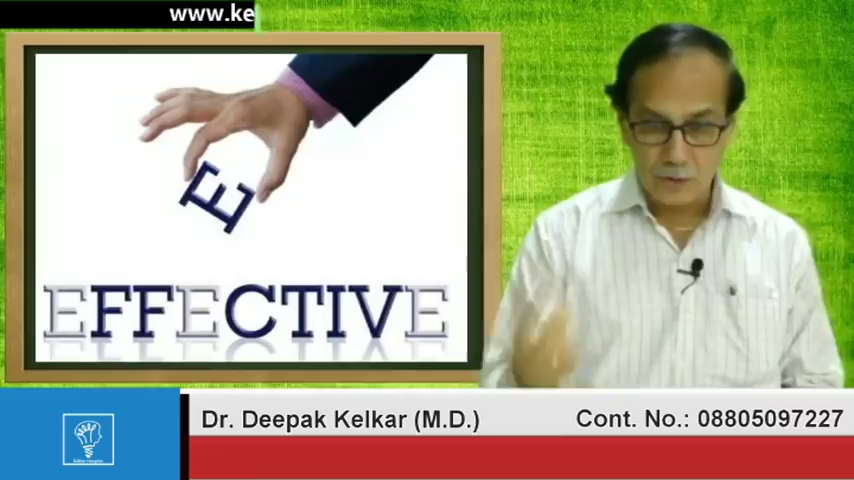 www.ke
E
EFFECTIVE
Dr. Deepak Kelkar (M.D.)
Cont. No.: 08805097227